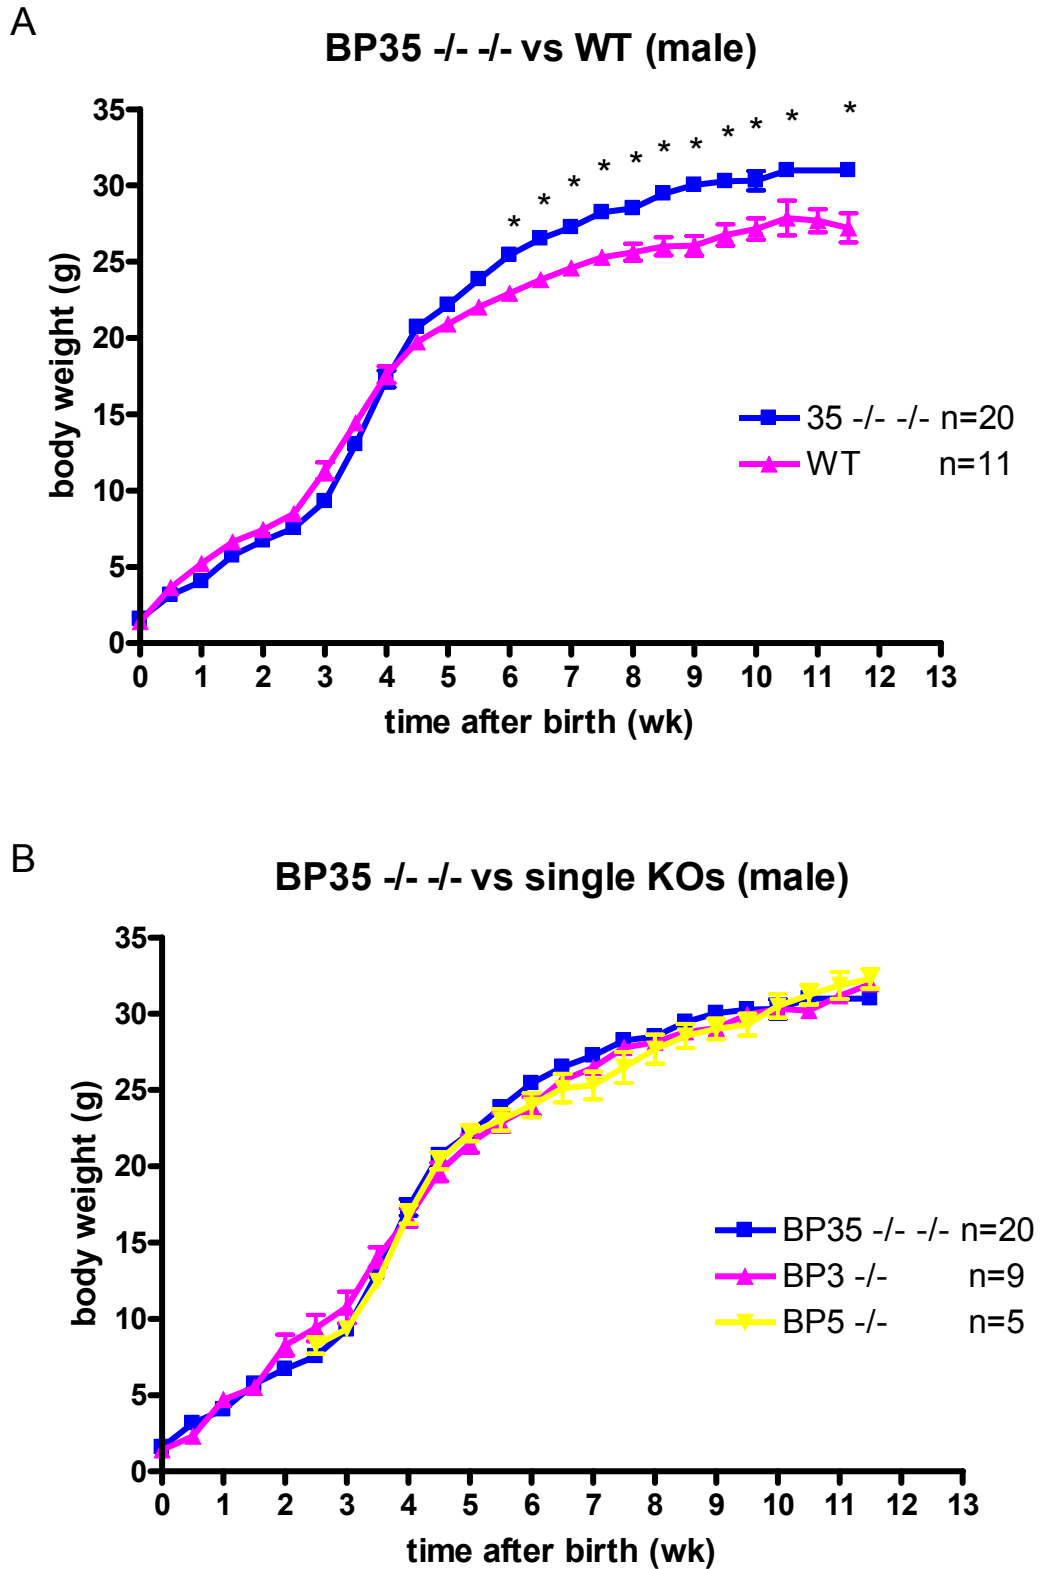 A
BP35 -/- -/- vs WT (male)
*
* * * * * * * * * * *
35
30
25
20
15
10
5
0
body weight (g)
35 -/- -/- n=20
WT n=11
0 1 2 3 4 5 6 7 8 9 10 11 12 13
time after birth (wk)
B
BP35 -/- -/- vs single KOs (male)
35
30
25
20
15
10
5
0
body weight (g)
BP35 -/- -/- n=20
BP3 -/- n=9
BP5 -/- n=5
0 1 2 3 4 5 6 7 8 9 10 11 12 13
time after birth (wk)